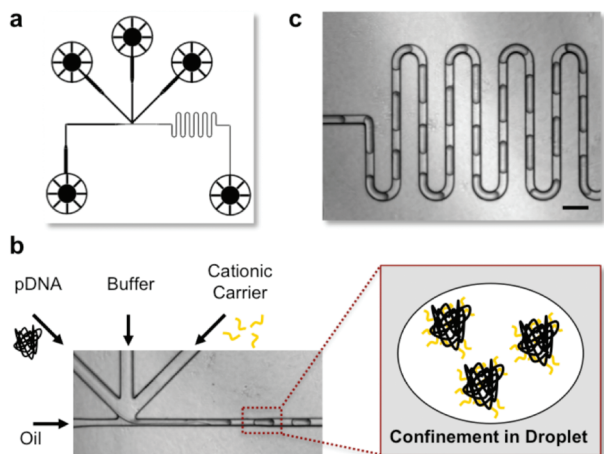 a
c
b
pDNA
Buffer
Cationic
Carrier
Oil
Confinement in Droplet